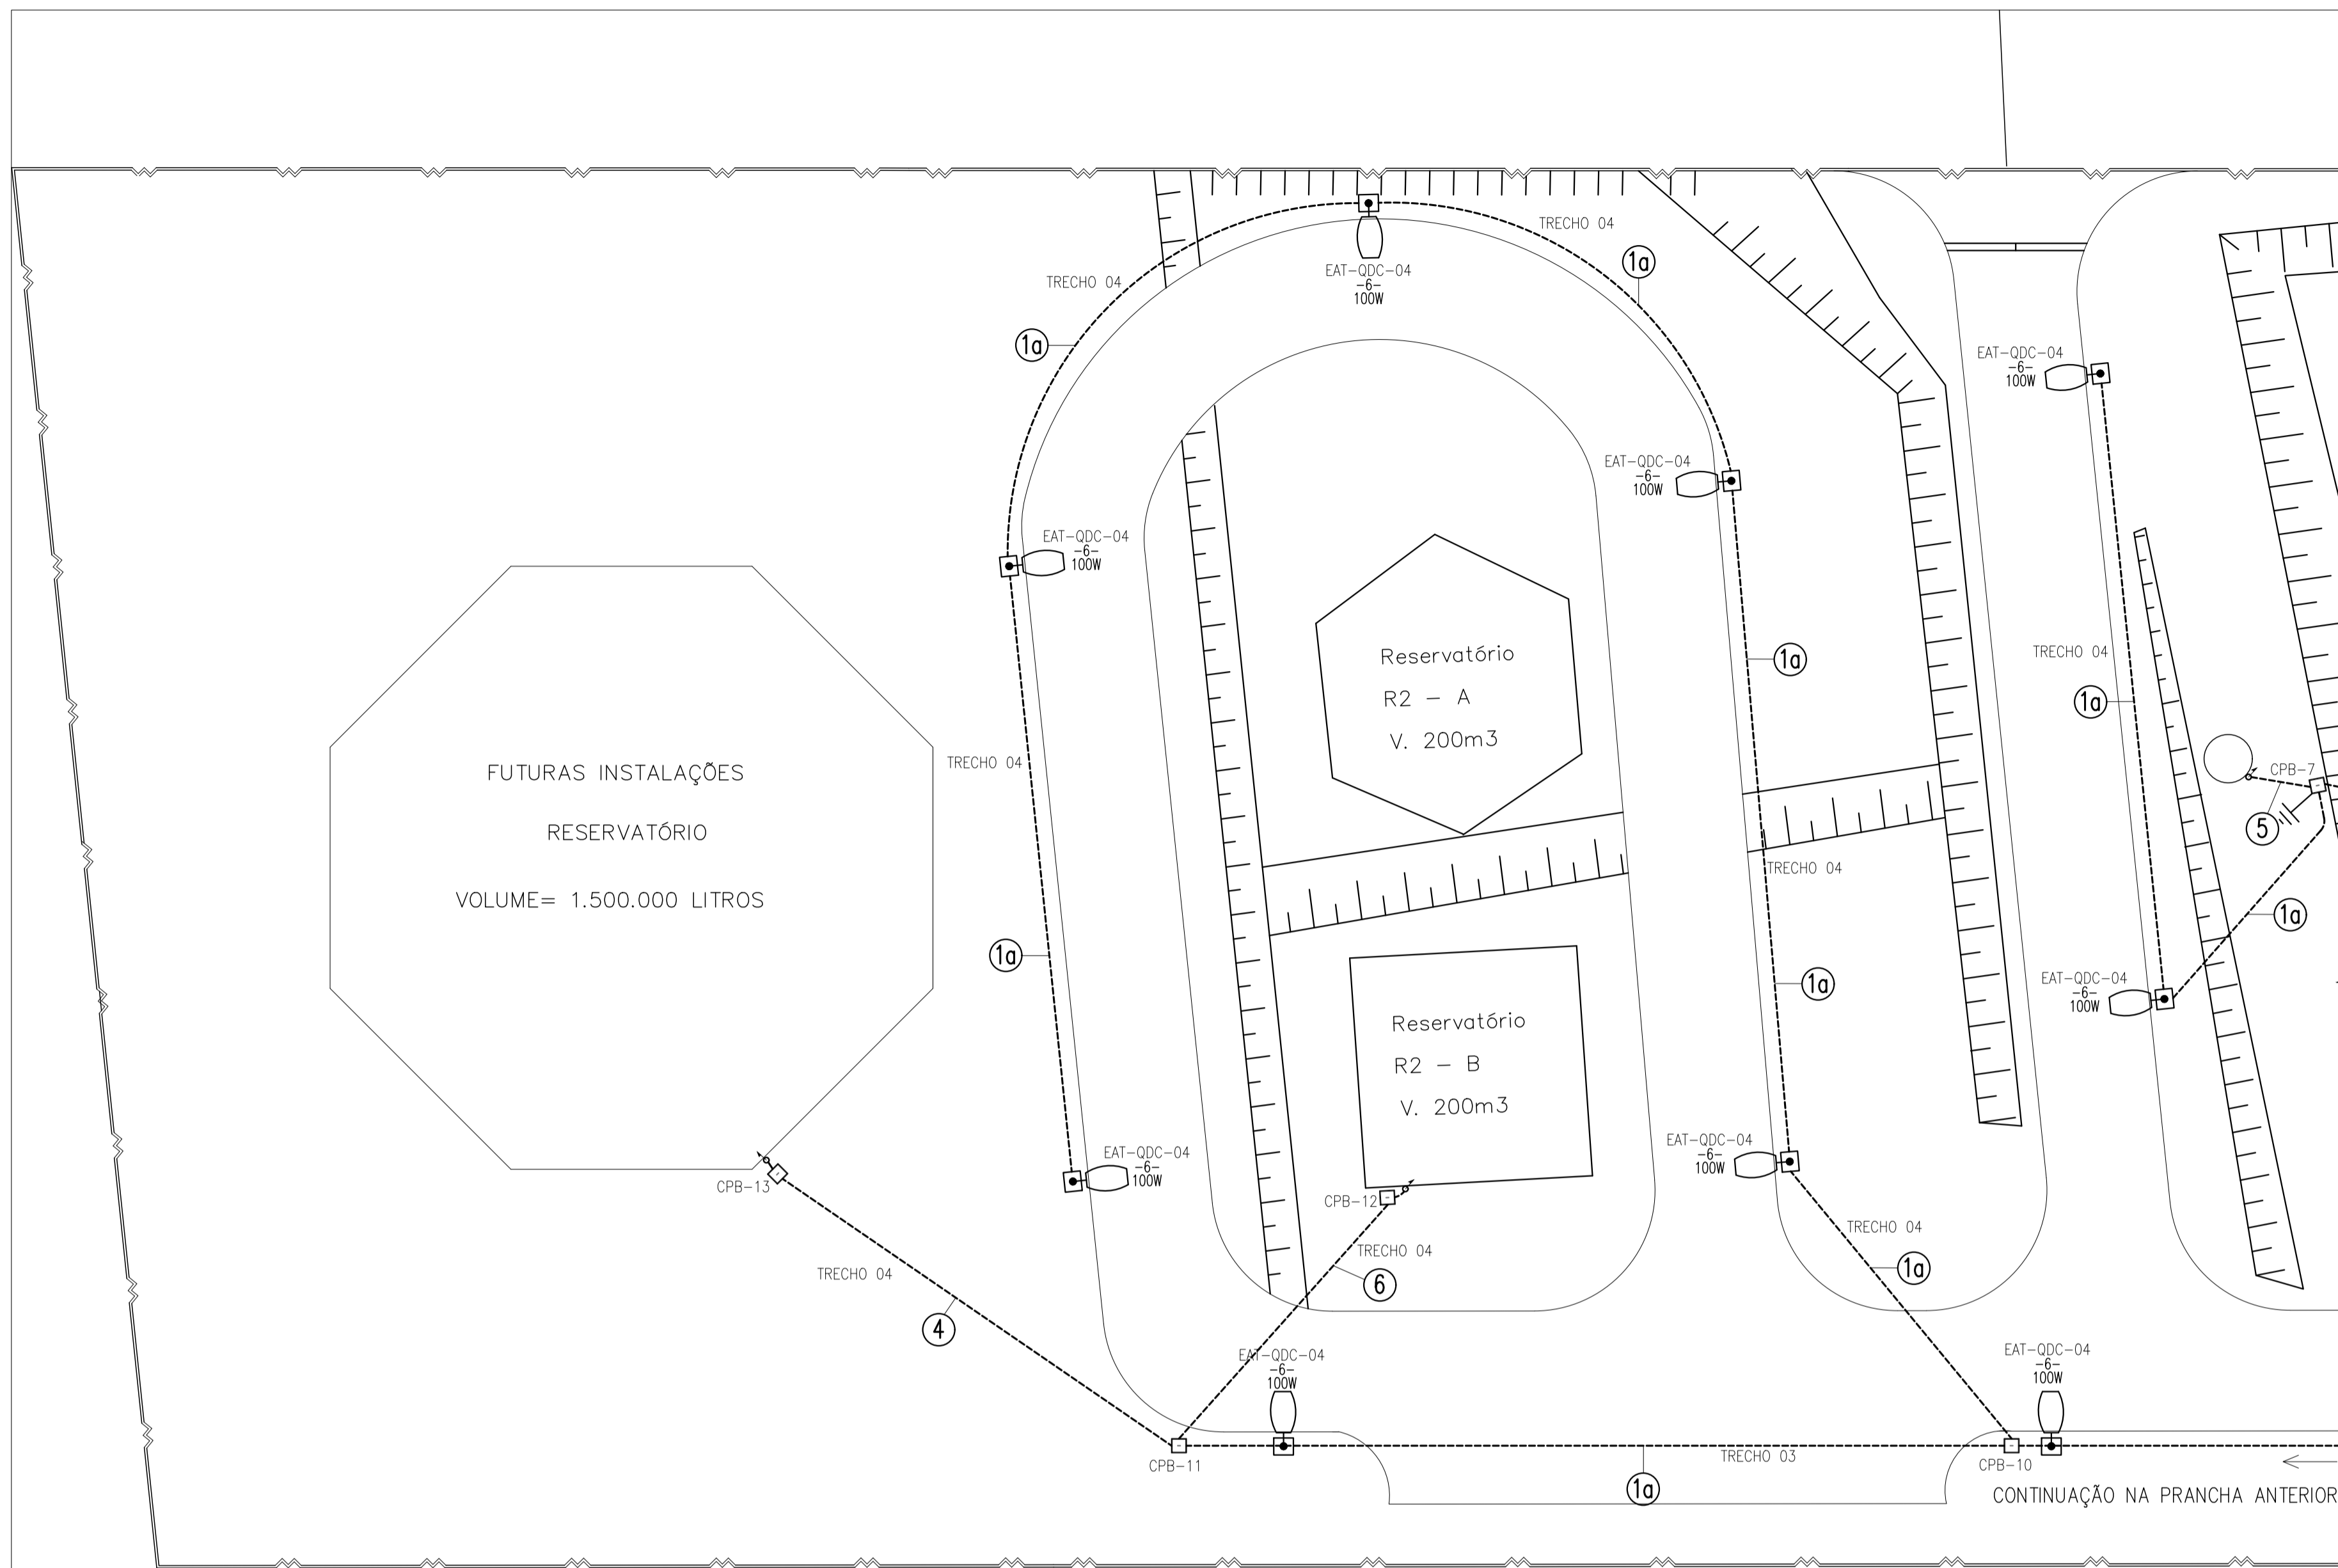 TRECHO 04
1a
TRECHO 04
EAT-QDC-04
-6-
100W
1a
EAT-QDC-04
-6-
100W
EAT-QDC-04
-6-
100W
EAT-QDC-04
-6-
100W
Reservatório
R2 - A
V. 200m3
1a
TRECHO 04
1a
FUTURAS INSTALAÇÕES
RESERVATÓRIO
VOLUME= 1.500.000 LITROS
TRECHO 04
CPB-7
5
TRECHO 04
1a
1a
1a
EAT-QDC-04
-6-
100W
Reservatório
R2 - B
V. 200m3
EAT-QDC-04
-6-
100W
EAT-QDC-04
-6-
100W
CPB-13
CPB-12
TRECHO 04
TRECHO 04
1a
TRECHO 04
6
4
EAT-QDC-04
-6-
100W
EAT-QDC-04
-6-
100W
CPB-11
TRECHO 03
1a
CPB-10
CONTINUAÇÃO NA PRANCHA ANTERIOR